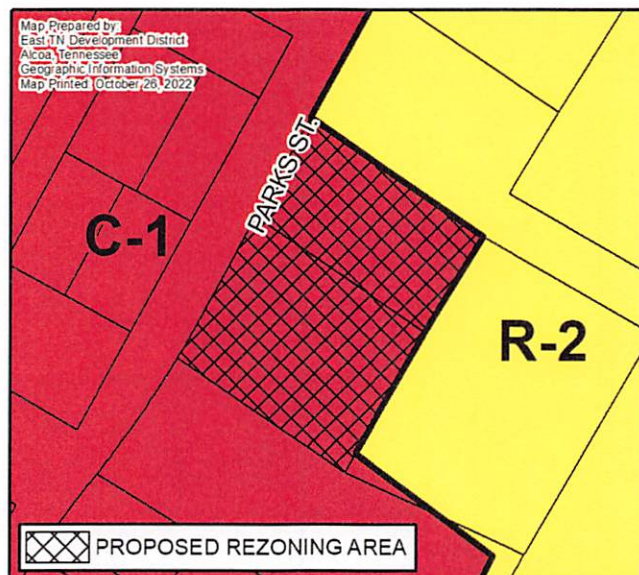 Map Prepared by:
East TN Development District
Alcoa, Tennessee
Geographic Information Systems
Map Printed: October 26, 2022
PARKS ST.
C-1
R-2
PROPOSED REZONING AREA